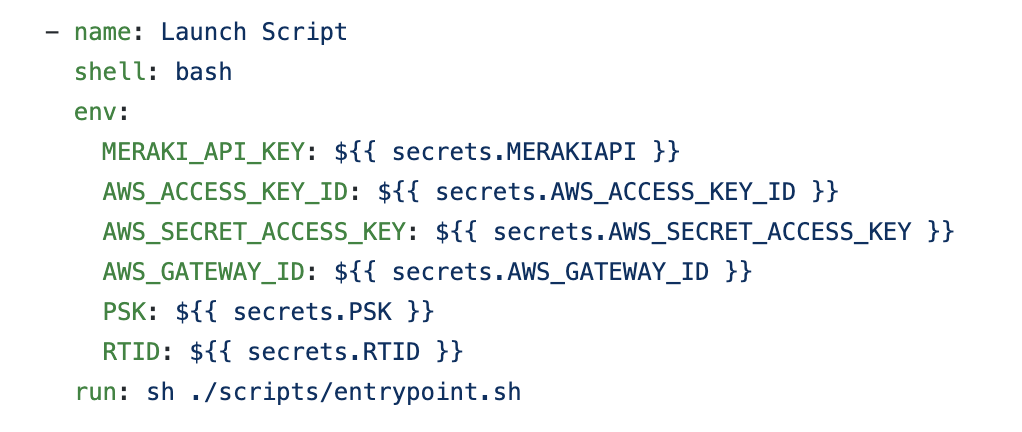 - name: Launch Script
shell: bash
env:
MERAKI_API_KEY: ${{ secrets.MERAKIAPI }}
AWS_ACCESS_KEY_ID: ${{ secrets.AWS_ACCESS_KEY_ID }}
AWS_SECRET_ACCESS_KEY: ${{ secrets.AWS_SECRET_ACCESS_KEY }}
AWS_GATEWAY_ID: ${{ secrets.AWS_GATEWAY_ID }}
PSK: ${{ secrets.PSK }}
RTID: ${{ secrets.RTID }}
run: sh ./scripts/entrypoint.sh